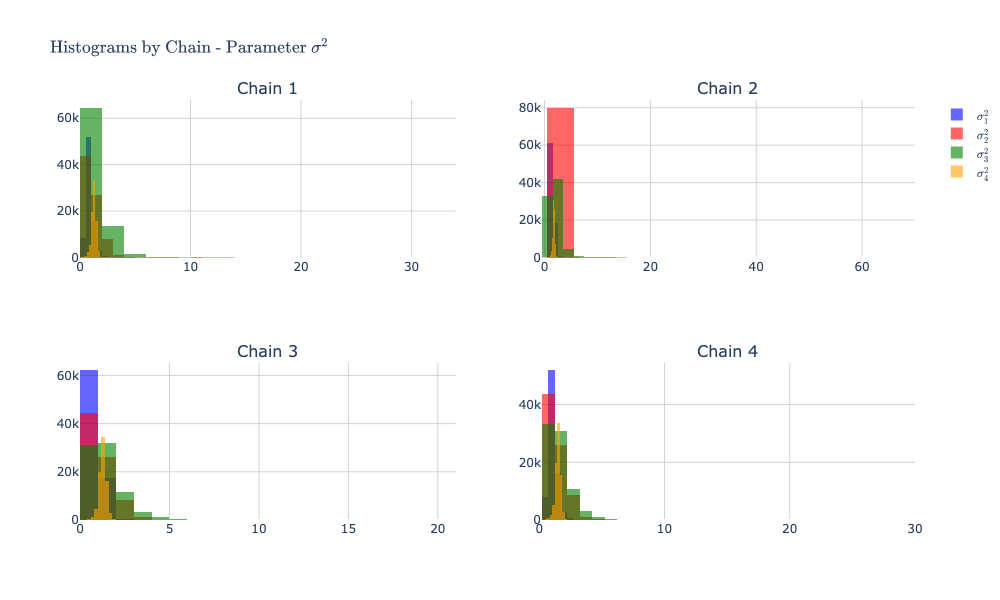 Histograms by Chain - Parameter σ²
Chain 1
60k
40k
20k
0
0 10 20 30
Chain 2
80k
60k
40k
20k
0
0 20 40 60
σ₁²
σ₂²
σ₃²
σ₄²
Chain 3
60k
40k
20k
0
0 5 10 15 20
Chain 4
40k
20k
0
0 10 20 30